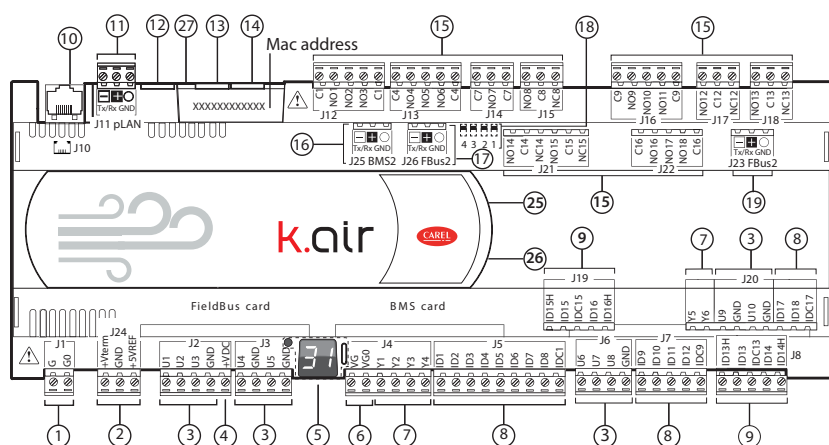 10 11 12 27 13 14 15 18 15
Mac address
XXXXXXXXXXXX
Tx/Rx GND
J11 pLAN
J10
C1 NO1 NO2 NO3 C1
J12
C4 NO4 NO5 NO6 C4
J13
C7 NO7 C7
J14
NO8 C8 NC8
J15
C9 NO9 NO10 NO11 C9
J16
NO12 C12 NC12
J17
NO13 C13 NC13
J18
16
Tx/Rx GND
J25 BMS2
Tx/Rx GND
J26 FBus2
17
4 3 2 1
NO14 C14 NC14 NO15 C15 NC15
J21
C16 NO16 NO17 NO18 C16
J22
Tx/Rx GND
J23 FBus2
15
19
k.air
CAREL
25
26
9
J19
ID15H ID15 IDC15 ID16 ID16H
7 3 8
J20
Y5 Y6 U9 GND U10 GND ID17 ID18 IDC17
FieldBus card
BMS card
J1
G G0
J24
+Vterm GND +5VREF
J2
U1 U2 U3 GND +VDC
J3
U4 GND U5 GND
31
J4
VG VG0 Y1 Y2 Y3 Y4
J5
ID1 ID2 ID3 ID4 ID5 ID6 ID7 ID8 IDC1
J6
U6 U7 U8 GND
J7
ID9 ID10 ID11 ID12 IDC9
J8
ID13H ID13 IDC13 ID14 ID14H
1 2 3 4 3 5 6 7 8 3 8 9